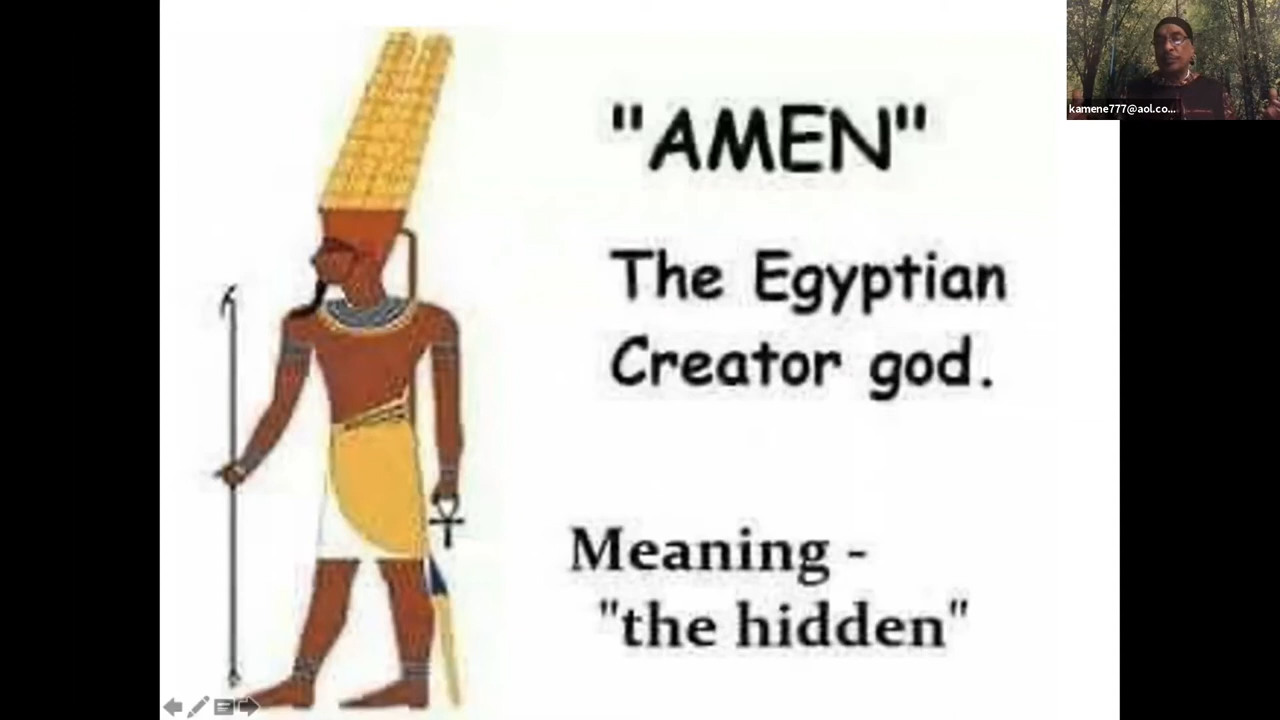 "AMEN"
The Egyptian
Creator god.
Meaning -
"the hidden"
kamene777@aol.co...